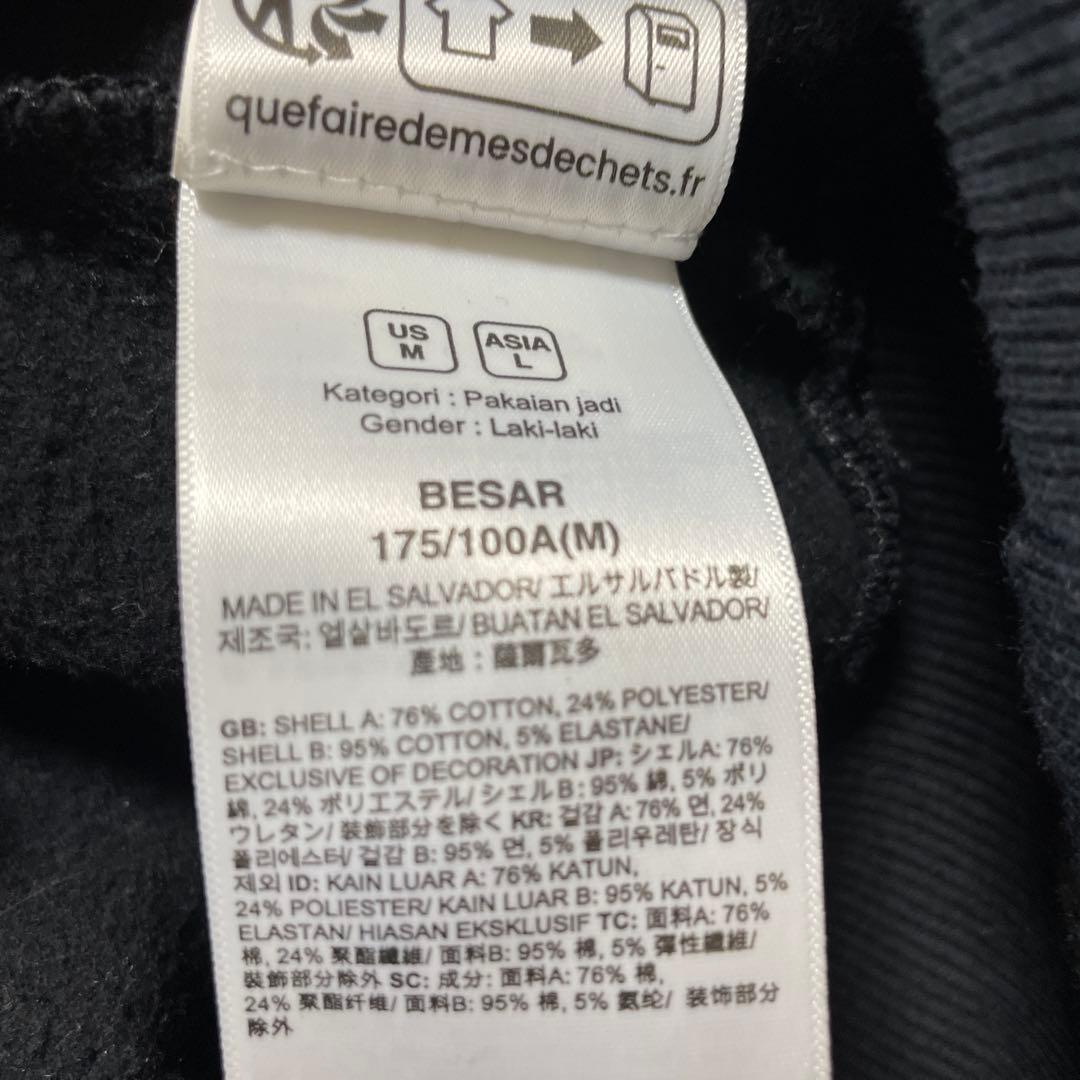 quefairedemesdechets.fr
US
M
ASIA
L
Kategori : Pakaian jadi
Gender : Laki-laki
BESAR
175/100A(M)
MADE IN EL SALVADOR/ エルサルバドル製/
제조국: 엘살바도르/ BUATAN EL SALVADOR/
產地 : 薩爾瓦多
GB: SHELL A: 76% COTTON, 24% POLYESTER/
SHELL B: 95% COTTON, 5% ELASTANE/
EXCLUSIVE OF DECORATION JP: シェルA: 76%
綿, 24% ポリエステル/ シェルB: 95% 綿, 5% ポリ
ウレタン/ 装飾部分を除く KR: 겉감 A: 76% 면, 24%
폴리에스터/ 겉감 B: 95% 면, 5% 폴리우레탄/ 장식
제외 ID: KAIN LUAR A: 76% KATUN,
24% POLIESTER/ KAIN LUAR B: 95% KATUN, 5%
ELASTAN/ HIASAN EKSKLUSIF TC: 面料A: 76%
棉, 24% 聚酯纖維/ 面料B: 95% 棉, 5% 彈性纖維/
裝飾部分除外 SC: 成分: 面料A: 76% 棉,
24% 聚酯纤维/ 面料B: 95% 棉, 5% 氨纶/ 装饰部分
除外